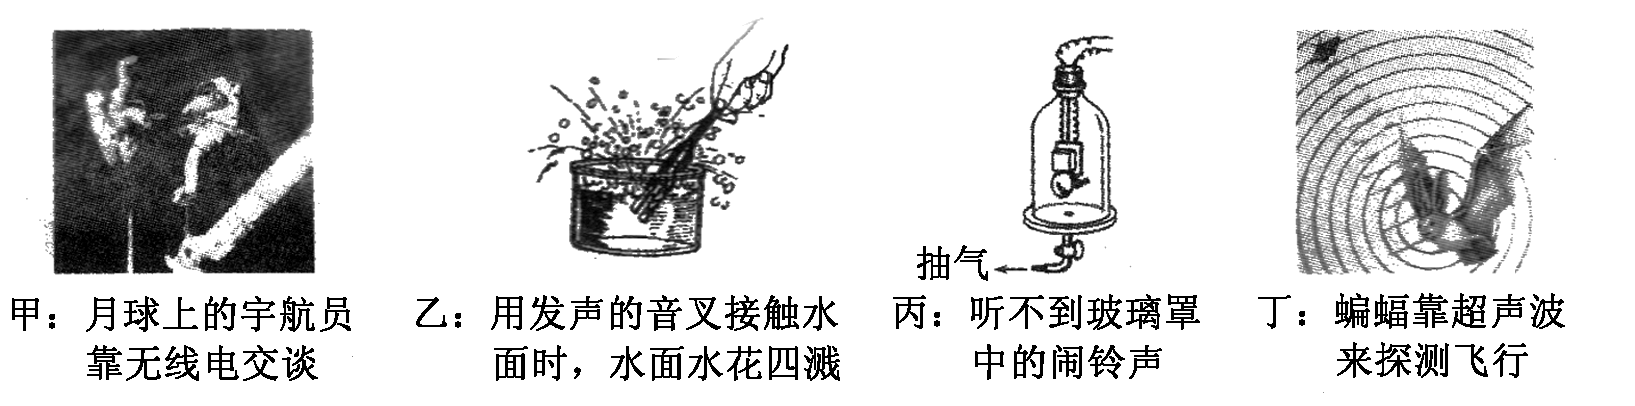 抽气
甲：月球上的宇航员
靠无线电交谈
乙：用发声的音叉接触水
面时，水面水花四溅
丙：听不到玻璃罩
中的闹铃声
丁：蝙蝠靠超声波
来探测飞行